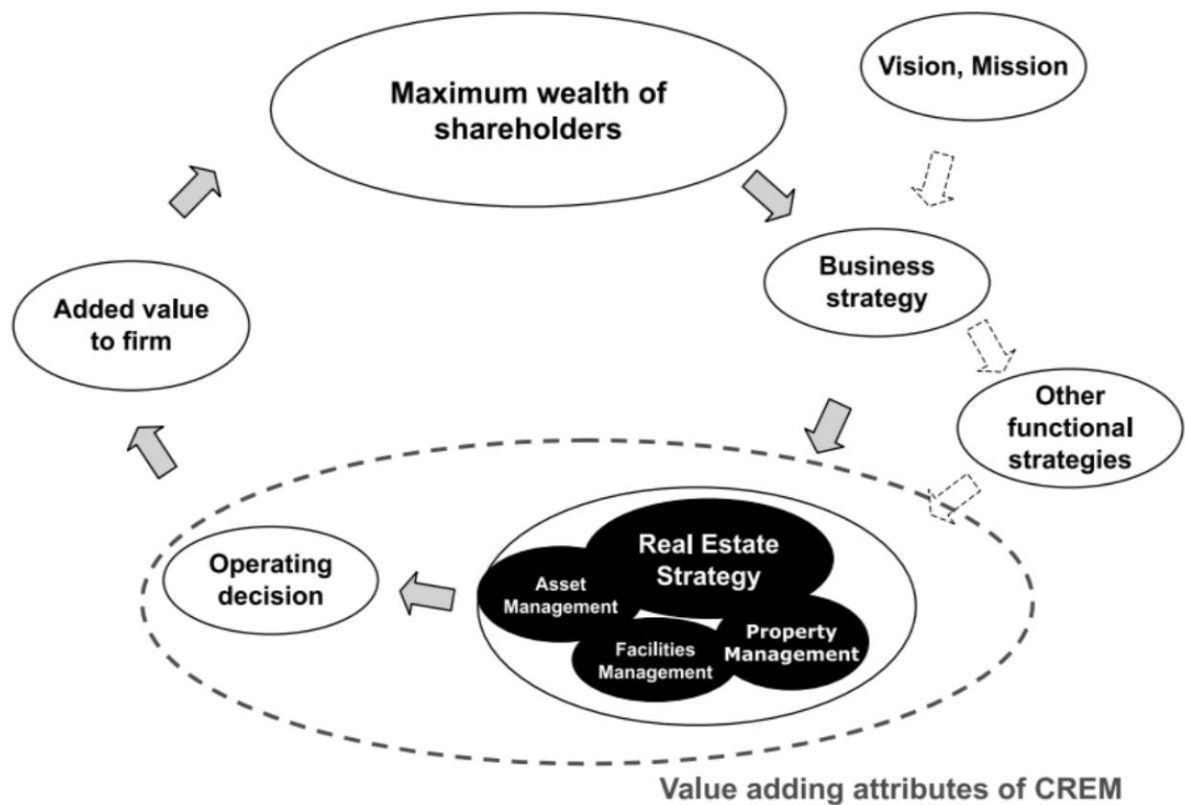 Maximum wealth of
shareholders
Vision, Mission
Business
strategy
Added value
to firm
Other
functional
strategies
Real Estate
Strategy
Asset
Management
Property
Management
Facilities
Management
Operating
decision
Value adding attributes of CREM